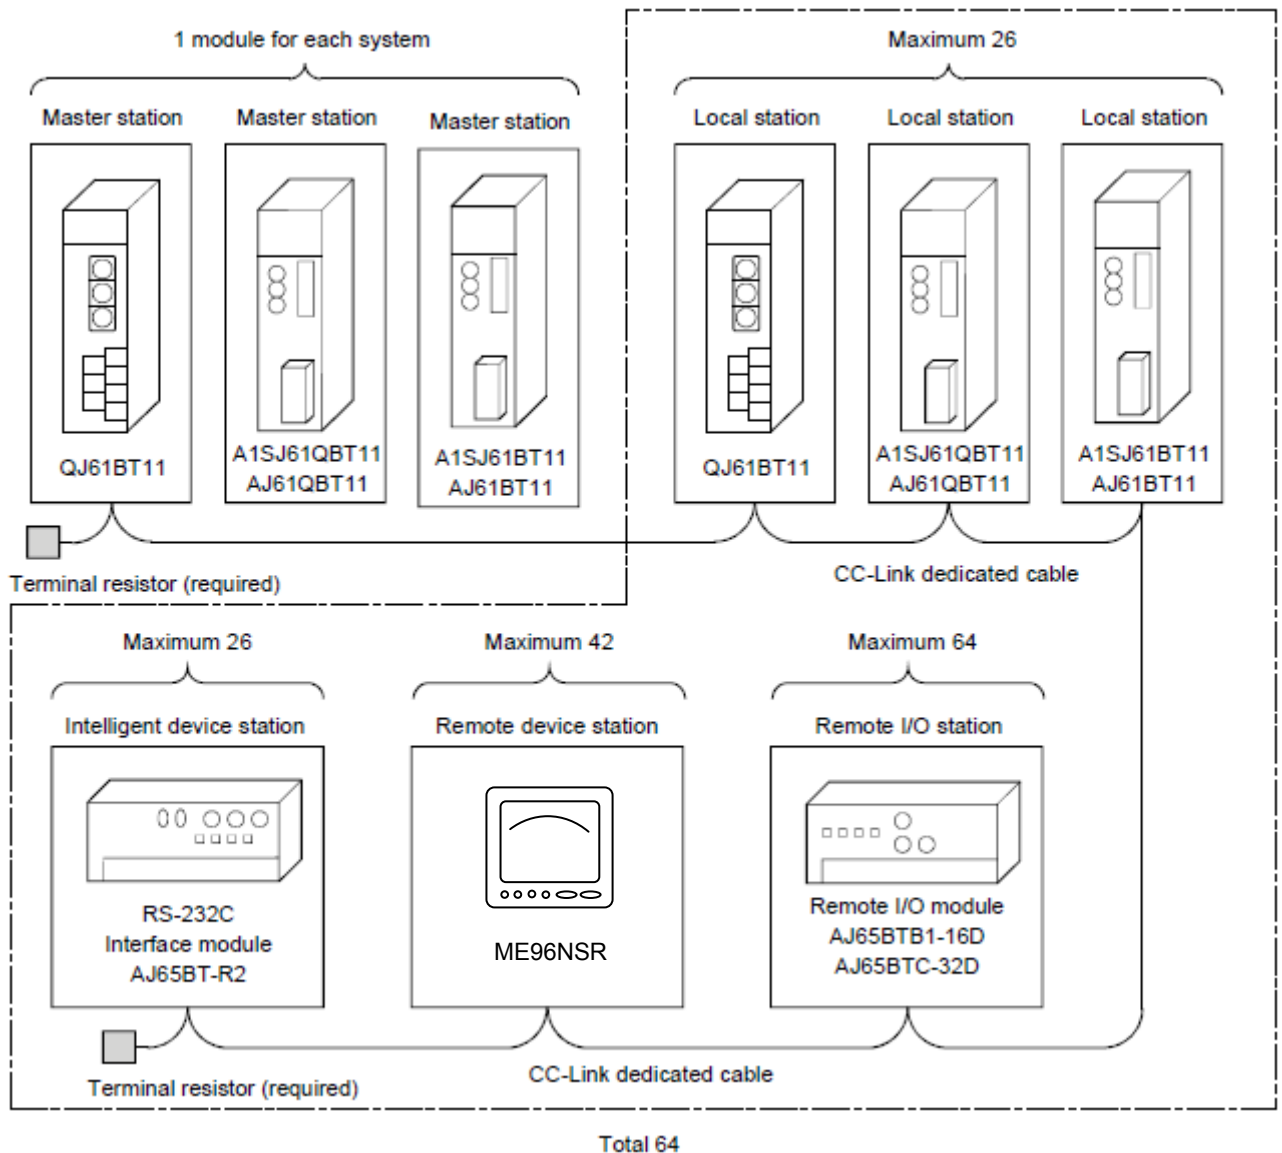 1 module for each system
Maximum 26
Master station
Master station
Master station
Local station
Local station
Local station
QJ61BT11
A1SJ61QBT11
AJ61QBT11
A1SJ61BT11
AJ61BT11
QJ61BT11
A1SJ61QBT11
AJ61QBT11
A1SJ61BT11
AJ61BT11
Terminal resistor (required)
CC-Link dedicated cable
Maximum 26
Maximum 42
Maximum 64
Intelligent device station
Remote device station
Remote I/O station
RS-232C
Interface module
AJ65BT-R2
ME96NSR
Remote I/O module
AJ65BTB1-16D
AJ65BTC-32D
Terminal resistor (required)
CC-Link dedicated cable
Total 64